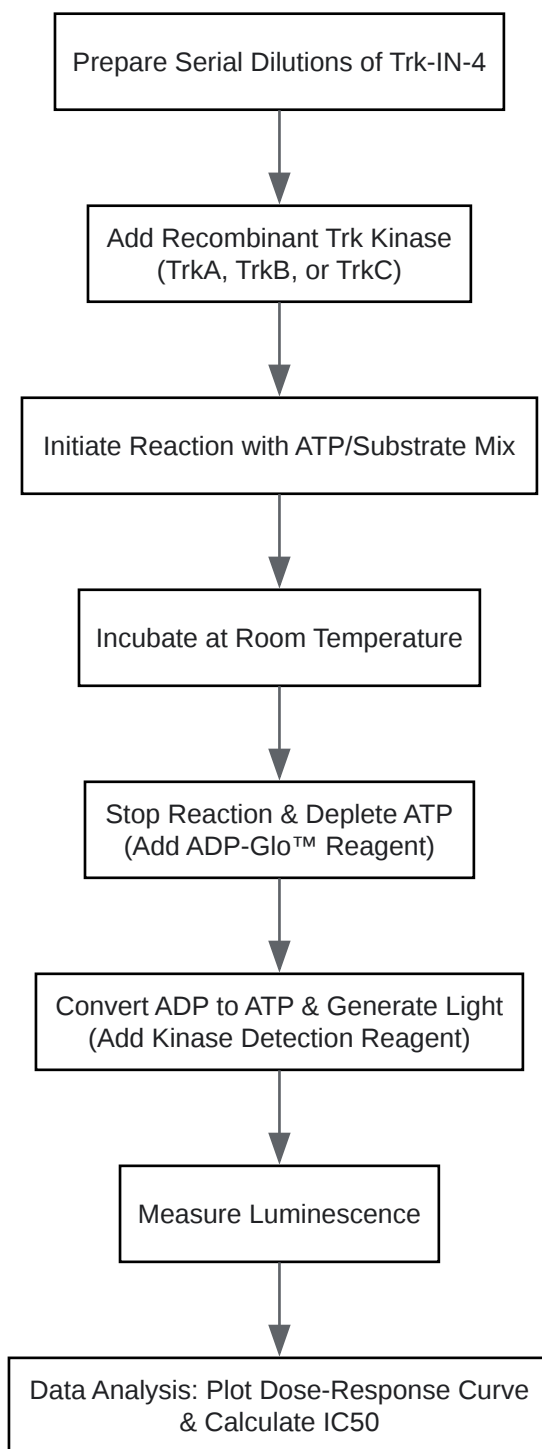 Prepare Serial Dilutions of Trk-IN-4
Add Recombinant Trk Kinase
(TrkA, TrkB, or TrkC)
Initiate Reaction with ATP/Substrate Mix
Incubate at Room Temperature
Stop Reaction & Deplete ATP
(Add ADP-Glo™ Reagent)
Convert ADP to ATP & Generate Light
(Add Kinase Detection Reagent)
Measure Luminescence
Data Analysis: Plot Dose-Response Curve
& Calculate IC50